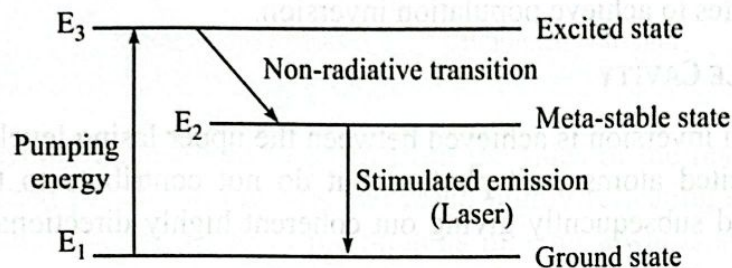 E3 Excited state
Non-radiative transition
E2 Meta-stable state
Pumping
energy
Stimulated emission
(Laser)
E1 Ground state